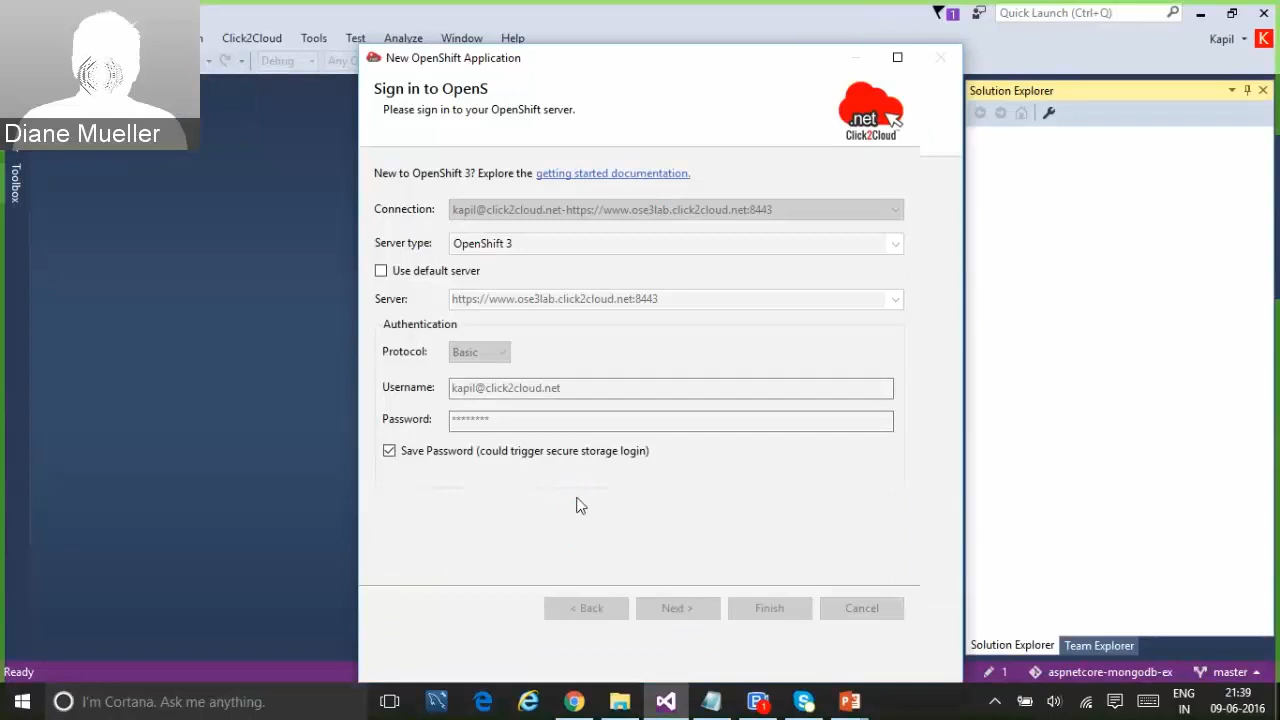 1
Quick Launch (Ctrl+Q)
Click2Cloud Tools Test Analyze Window Help
Kapil K
Debug Any C
New OpenShift Application
Sign in to OpenS
Please sign in to your OpenShift server.
.net
Click2Cloud
Solution Explorer
Diane Mueller
Toolbox
New to OpenShift 3? Explore the getting started documentation.
Connection: kapil@click2cloud.net-https://www.ose3lab.click2cloud.net:8443
Server type: OpenShift 3
Use default server
Server: https://www.ose3lab.click2cloud.net:8443
Authentication
Protocol: Basic
Username: kapil@click2cloud.net
Password: ********
Save Password (could trigger secure storage login)
< Back Next > Finish Cancel
Solution Explorer Team Explorer
Ready 1 aspnetcore-mongodb-ex master
I'm Cortana. Ask me anything.
ENG
IN
21:39
09-06-2016